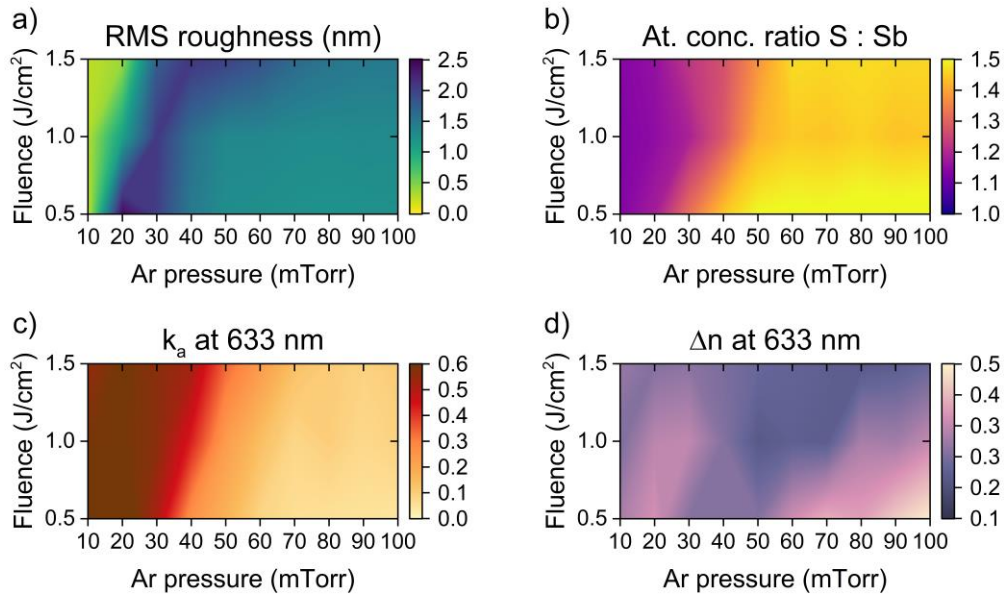 a)
RMS roughness (nm)
Fluence (J/cm²)
1.5
1.0
0.5
10 20 30 40 50 60 70 80 90 100
Ar pressure (mTorr)
2.5
2.0
1.5
1.0
0.5
0.0
b)
At. conc. ratio S : Sb
Fluence (J/cm²)
1.5
1.0
0.5
10 20 30 40 50 60 70 80 90 100
Ar pressure (mTorr)
1.5
1.4
1.3
1.2
1.1
1.0
c)
kₐ at 633 nm
Fluence (J/cm²)
1.5
1.0
0.5
10 20 30 40 50 60 70 80 90 100
Ar pressure (mTorr)
0.6
0.5
0.4
0.3
0.2
0.1
0.0
d)
Δn at 633 nm
Fluence (J/cm²)
1.5
1.0
0.5
10 20 30 40 50 60 70 80 90 100
Ar pressure (mTorr)
0.5
0.3
0.3
0.2
0.1